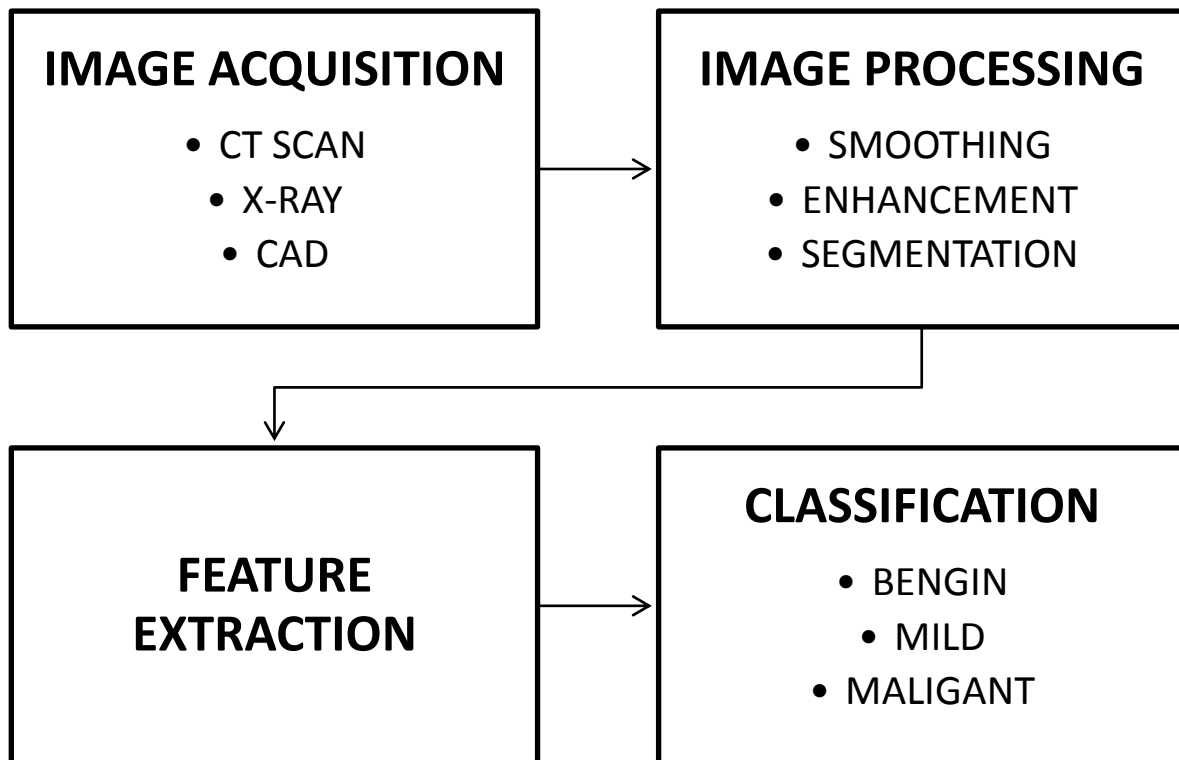 IMAGE ACQUISITION
• CT SCAN
• X-RAY
• CAD
IMAGE PROCESSING
• SMOOTHING
• ENHANCEMENT
• SEGMENTATION
FEATURE
EXTRACTION
CLASSIFICATION
• BENGIN
• MILD
• MALIGANT